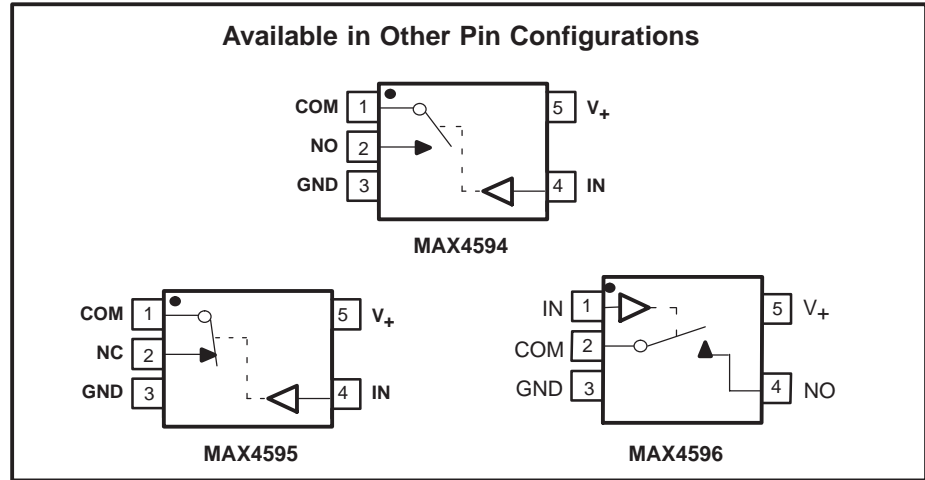 Available in Other Pin Configurations
COM 1 5 V+
NO 2
GND 3 4 IN
MAX4594
COM 1 5 V+
NC 2
GND 3 4 IN
MAX4595
IN 1 5 V+
COM 2
GND 3 4 NO
MAX4596